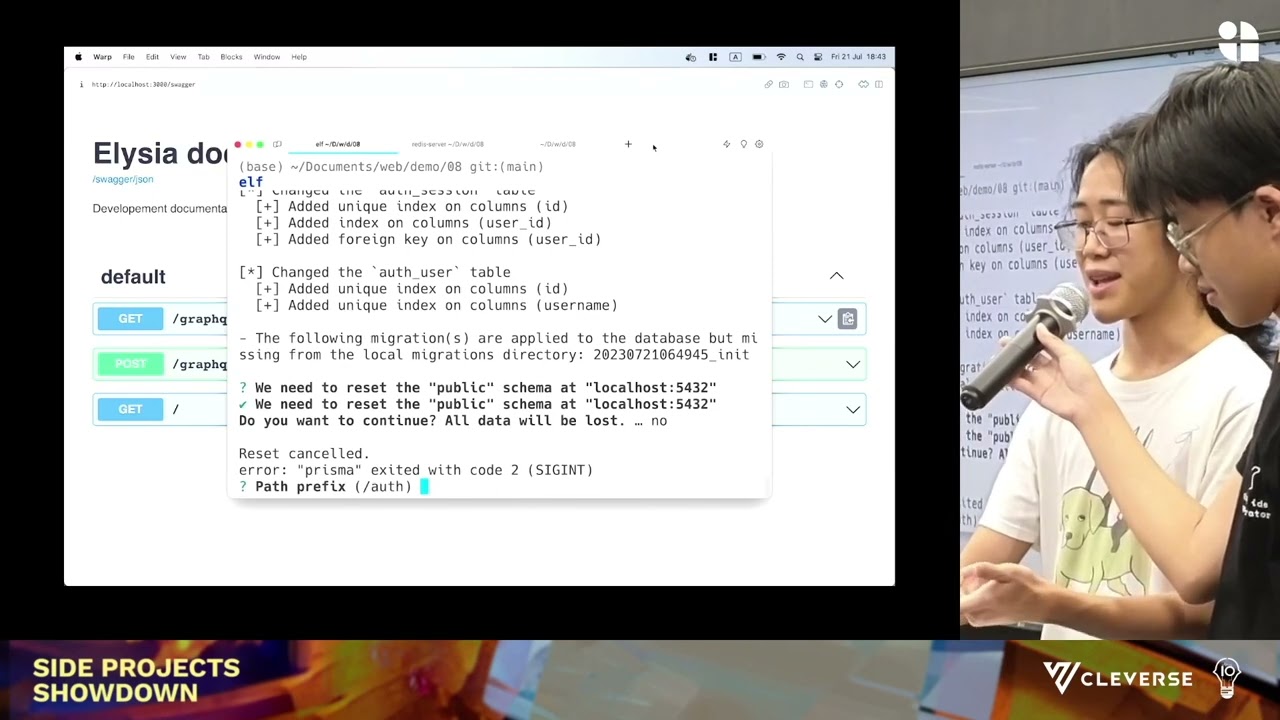 Warp File Edit View Tab Blocks Window Help
A
Fri 21 Jul 18:43
i http://localhost:3000/swagger
Elysia do
/swagger/json
Developement documenta
default
GET /graphq
POST /graphq
GET /
elf ~/D/w/d/08 redis-server ~/D/w/d/08 ~/D/w/d/08 +
(base) ~/Documents/web/demo/08 git:(main)
elf
[*] Changed the `auth_session` table
[+] Added unique index on columns (id)
[+] Added index on columns (user_id)
[+] Added foreign key on columns (user_id)
[*] Changed the `auth_user` table
[+] Added unique index on columns (id)
[+] Added unique index on columns (username)
- The following migration(s) are applied to the database but mi
ssing from the local migrations directory: 20230721064945_init
? We need to reset the "public" schema at "localhost:5432"
✔ We need to reset the "public" schema at "localhost:5432"
Do you want to continue? All data will be lost. … no
Reset cancelled.
error: "prisma" exited with code 2 (SIGINT)
? Path prefix (/auth)
SIDE PROJECTS
SHOWDOWN
CLEVERSE
IO